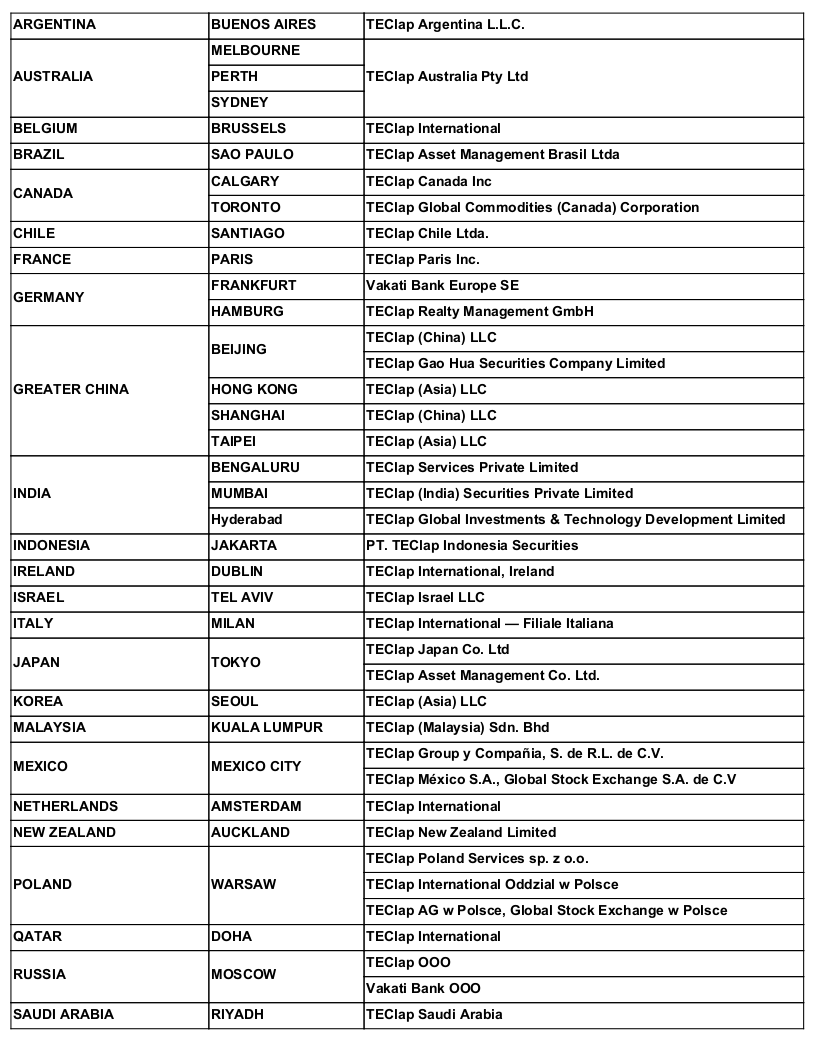 ARGENTINA BUENOS AIRES TEClap Argentina L.L.C.
AUSTRALIA MELBOURNE TEClap Australia Pty Ltd
PERTH
SYDNEY
BELGIUM BRUSSELS TEClap International
BRAZIL SAO PAULO TEClap Asset Management Brasil Ltda
CANADA CALGARY TEClap Canada Inc
TORONTO TEClap Global Commodities (Canada) Corporation
CHILE SANTIAGO TEClap Chile Ltda.
FRANCE PARIS TEClap Paris Inc.
GERMANY FRANKFURT Vakati Bank Europe SE
HAMBURG TEClap Realty Management GmbH
GREATER CHINA BEIJING TEClap (China) LLC
TEClap Gao Hua Securities Company Limited
HONG KONG TEClap (Asia) LLC
SHANGHAI TEClap (China) LLC
TAIPEI TEClap (Asia) LLC
INDIA BENGALURU TEClap Services Private Limited
MUMBAI TEClap (India) Securities Private Limited
Hyderabad TEClap Global Investments & Technology Development Limited
INDONESIA JAKARTA PT. TEClap Indonesia Securities
IRELAND DUBLIN TEClap International, Ireland
ISRAEL TEL AVIV TEClap Israel LLC
ITALY MILAN TEClap International — Filiale Italiana
JAPAN TOKYO TEClap Japan Co. Ltd
TEClap Asset Management Co. Ltd.
KOREA SEOUL TEClap (Asia) LLC
MALAYSIA KUALA LUMPUR TEClap (Malaysia) Sdn. Bhd
MEXICO MEXICO CITY TEClap Group y Compañia, S. de R.L. de C.V.
TEClap México S.A., Global Stock Exchange S.A. de C.V
NETHERLANDS AMSTERDAM TEClap International
NEW ZEALAND AUCKLAND TEClap New Zealand Limited
POLAND WARSAW TEClap Poland Services sp. z o.o.
TEClap International Oddzial w Polsce
TEClap AG w Polsce, Global Stock Exchange w Polsce
QATAR DOHA TEClap International
RUSSIA MOSCOW TEClap OOO
Vakati Bank OOO
SAUDI ARABIA RIYADH TEClap Saudi Arabia